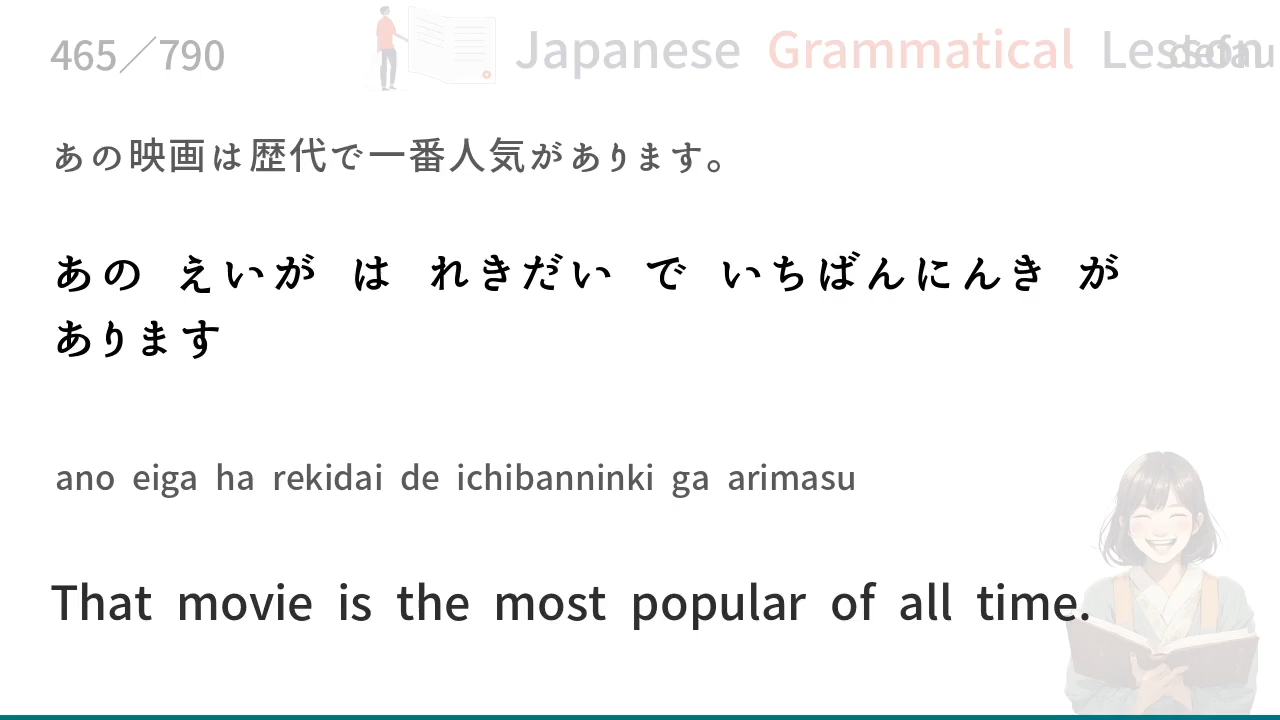 465／790
Japanese Grammatical Lesson
defau
あの映画は歴代で一番人気があります。
あの えいが は れきだい で いちばんにんき が
あります
ano eiga ha rekidai de ichibanninki ga arimasu
That movie is the most popular of all time.